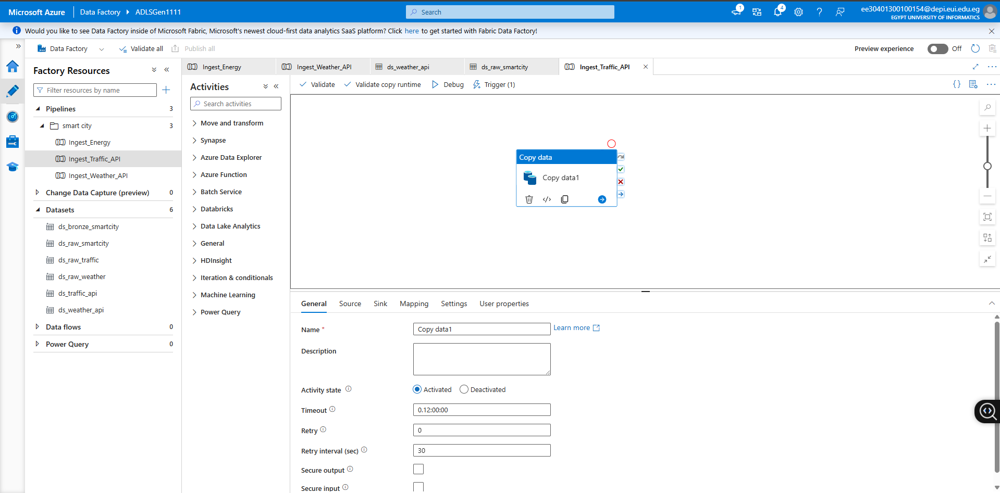 Microsoft Azure
Data Factory
ADLSGen1111
Search
1
4
ee30401300100154@depi.eui.edu.eg
EGYPT UNIVERSITY OF INFORMATICS
Would you like to see Data Factory inside of Microsoft Fabric, Microsoft's newest cloud-first data analytics SaaS platform? Click here to get started with Fabric Data Factory!
Data Factory
Validate all
Publish all
Preview experience
Off
Factory Resources
Filter resources by name
Pipelines 3
smart city 3
Ingest_Energy
Ingest_Traffic_API
Ingest_Weather_API
Change Data Capture (preview) 0
Datasets 6
ds_bronze_smartcity
ds_raw_smartcity
ds_raw_traffic
ds_raw_weather
ds_traffic_api
ds_weather_api
Data flows 0
Power Query 0
Ingest_Energy
Ingest_Weather_API
ds_weather_api
ds_raw_smartcity
Ingest_Traffic_API
Activities
Search activities
Move and transform
Synapse
Azure Data Explorer
Azure Function
Batch Service
Databricks
Data Lake Analytics
General
HDInsight
Iteration & conditionals
Machine Learning
Power Query
Validate
Validate copy runtime
Debug
Trigger (1)
Copy data
Copy data1
General
Source
Sink
Mapping
Settings
User properties
Name *
Copy data1
Learn more
Description
Activity state
Activated
Deactivated
Timeout
0.12:00:00
Retry
0
Retry interval (sec)
30
Secure output
Secure input